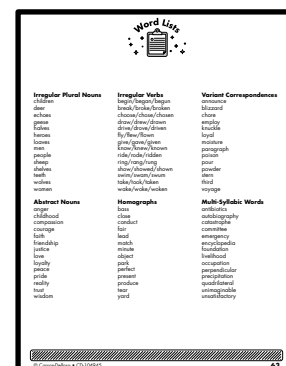 Word Lists
Irregular Plural Nouns
children
deer
echoes
geese
halves
heroes
loaves
men
people
sheep
shelves
teeth
wolves
women
Irregular Verbs
begin/began/begun
break/broke/broken
choose/chose/chosen
draw/drew/drawn
drive/drove/driven
fly/flew/flown
give/gave/given
know/knew/known
ride/rode/ridden
ring/rang/rung
show/showed/shown
swim/swam/swum
take/took/taken
wake/woke/woken
Variant Correspondences
announce
blizzard
chore
employ
knuckle
loyal
moisture
paragraph
poison
pour
powder
stern
third
voyage
Abstract Nouns
anger
childhood
compassion
courage
faith
friendship
justice
love
loyalty
peace
pride
reality
trust
wisdom
Homographs
bass
close
conduct
fair
lead
match
minute
object
park
perfect
present
produce
tear
yard
Multi-Syllabic Words
antibiotics
autobiography
catastrophe
committee
emergency
encyclopedia
foundation
livelihood
occupation
perpendicular
precipitation
quadrilateral
unimaginable
unsatisfactory
© Carson-Dellosa • CD-104945
63